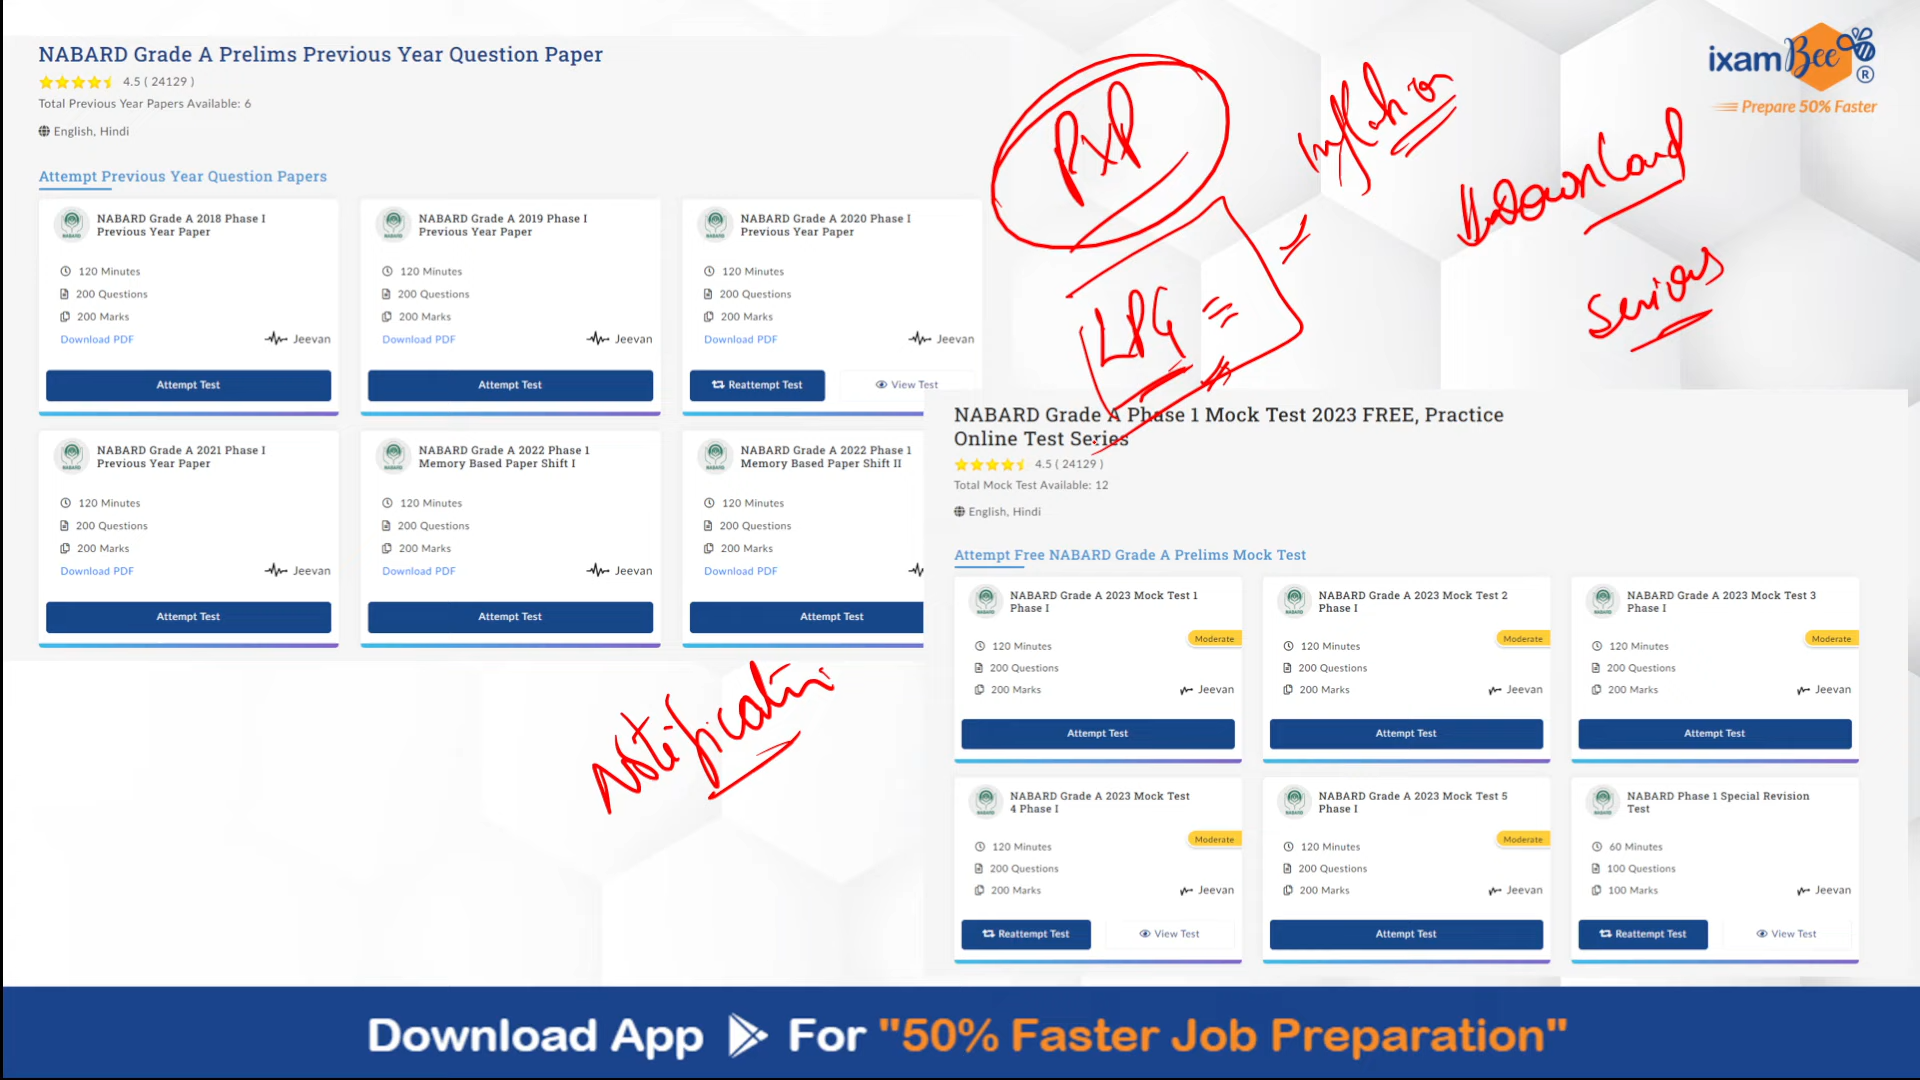 NABARD Grade A Prelims Previous Year Question Paper
4.5 ( 24129 )
Total Previous Year Papers Available: 6
English, Hindi
Attempt Previous Year Question Papers
NABARD Grade A 2018 Phase I
Previous Year Paper
120 Minutes
200 Questions
200 Marks
Download PDF
Jeevan
Attempt Test
NABARD Grade A 2019 Phase I
Previous Year Paper
120 Minutes
200 Questions
200 Marks
Download PDF
Jeevan
Attempt Test
NABARD Grade A 2020 Phase I
Previous Year Paper
120 Minutes
200 Questions
200 Marks
Download PDF
Jeevan
Reattempt Test
View Test
NABARD Grade A 2021 Phase I
Previous Year Paper
120 Minutes
200 Questions
200 Marks
Download PDF
Jeevan
Attempt Test
NABARD Grade A 2022 Phase 1
Memory Based Paper Shift I
120 Minutes
200 Questions
200 Marks
Download PDF
Jeevan
Attempt Test
NABARD Grade A 2022 Phase 1
Memory Based Paper Shift II
120 Minutes
200 Questions
200 Marks
Download PDF
Attempt Test
PXP
Inflation
Download
Serious
LPG
Notification
ixamBee
®
Prepare 50% Faster
NABARD Grade A Phase 1 Mock Test 2023 FREE, Practice
Online Test Series
4.5 ( 24129 )
Total Mock Test Available: 12
English, Hindi
Attempt Free NABARD Grade A Prelims Mock Test
NABARD Grade A 2023 Mock Test 1
Phase I
Moderate
120 Minutes
200 Questions
200 Marks
Jeevan
Attempt Test
NABARD Grade A 2023 Mock Test 2
Phase I
Moderate
120 Minutes
200 Questions
200 Marks
Jeevan
Attempt Test
NABARD Grade A 2023 Mock Test 3
Phase I
Moderate
120 Minutes
200 Questions
200 Marks
Jeevan
Attempt Test
NABARD Grade A 2023 Mock Test
4 Phase I
Moderate
120 Minutes
200 Questions
200 Marks
Jeevan
Reattempt Test
View Test
NABARD Grade A 2023 Mock Test 5
Phase I
Moderate
120 Minutes
200 Questions
200 Marks
Jeevan
Attempt Test
NABARD Phase 1 Special Revision
Test
60 Minutes
100 Questions
100 Marks
Jeevan
Reattempt Test
View Test
Download App For "50% Faster Job Preparation"